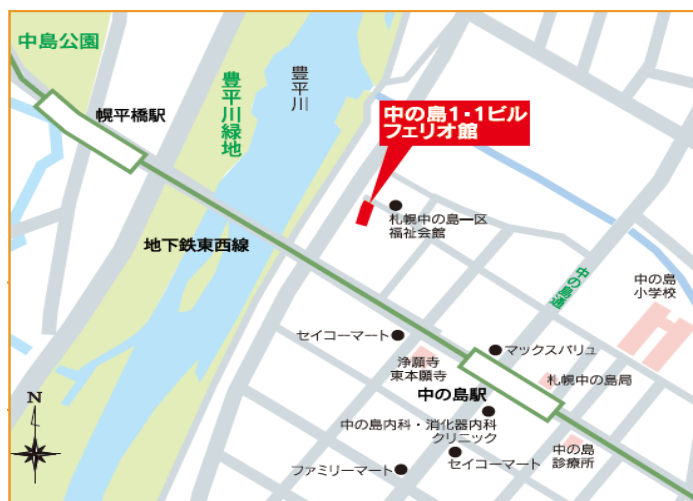 中島公園
幌平橋駅
豊平川緑地
豊平川
中の島1・1ビル
フェリオ館
札幌中の島一区
福祉会館
地下鉄東西線
中の島通
中の島
小学校
セイコーマート
浄願寺
東本願寺
マックスバリュ
中の島駅
札幌中の島局
中の島内科・消化器内科
クリニック
中の島
診療所
ファミリーマート
セイコーマート
N